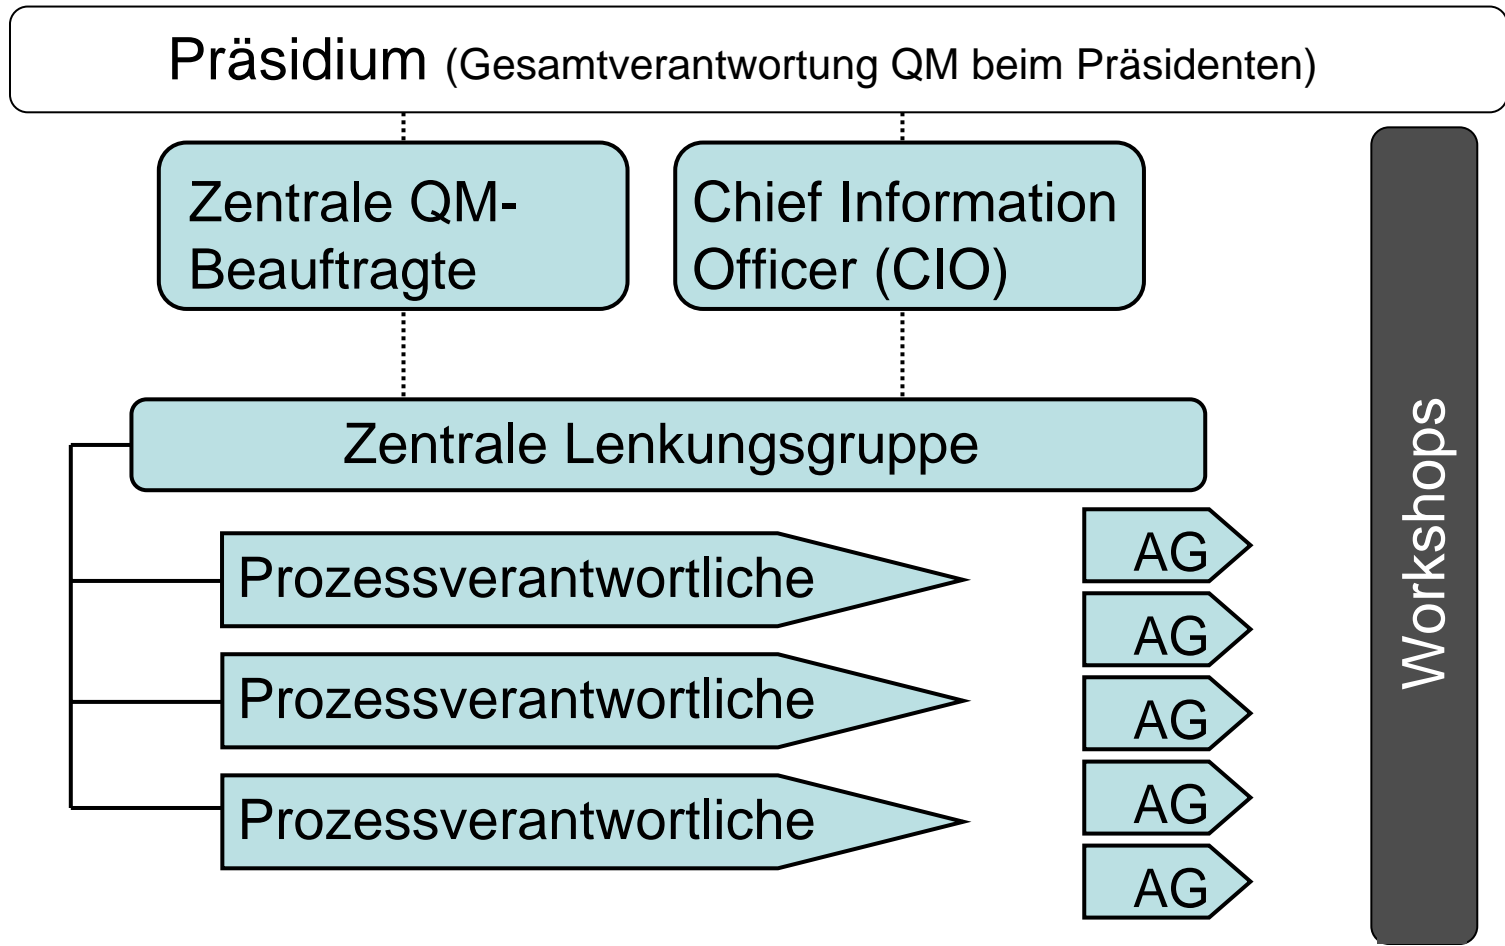 Präsidium (Gesamtverantwortung QM beim Präsidenten)
Zentrale QM-
Beauftragte
Chief Information
Officer (CIO)
Zentrale Lenkungsgruppe
Prozessverantwortliche
Prozessverantwortliche
Prozessverantwortliche
AG
AG
AG
AG
AG
Workshops